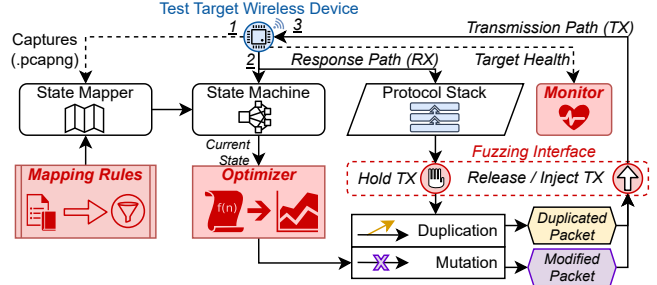 Test Target Wireless Device
1
3
Transmission Path (TX)
Captures
(.pcapng)
2
Response Path (RX)
Target Health
State Mapper
State Machine
Protocol Stack
Monitor
Current
State
Fuzzing Interface
Mapping Rules
Optimizer
Hold TX
Release / Inject TX
f(n)
Duplication
Duplicated
Packet
Mutation
Modified
Packet